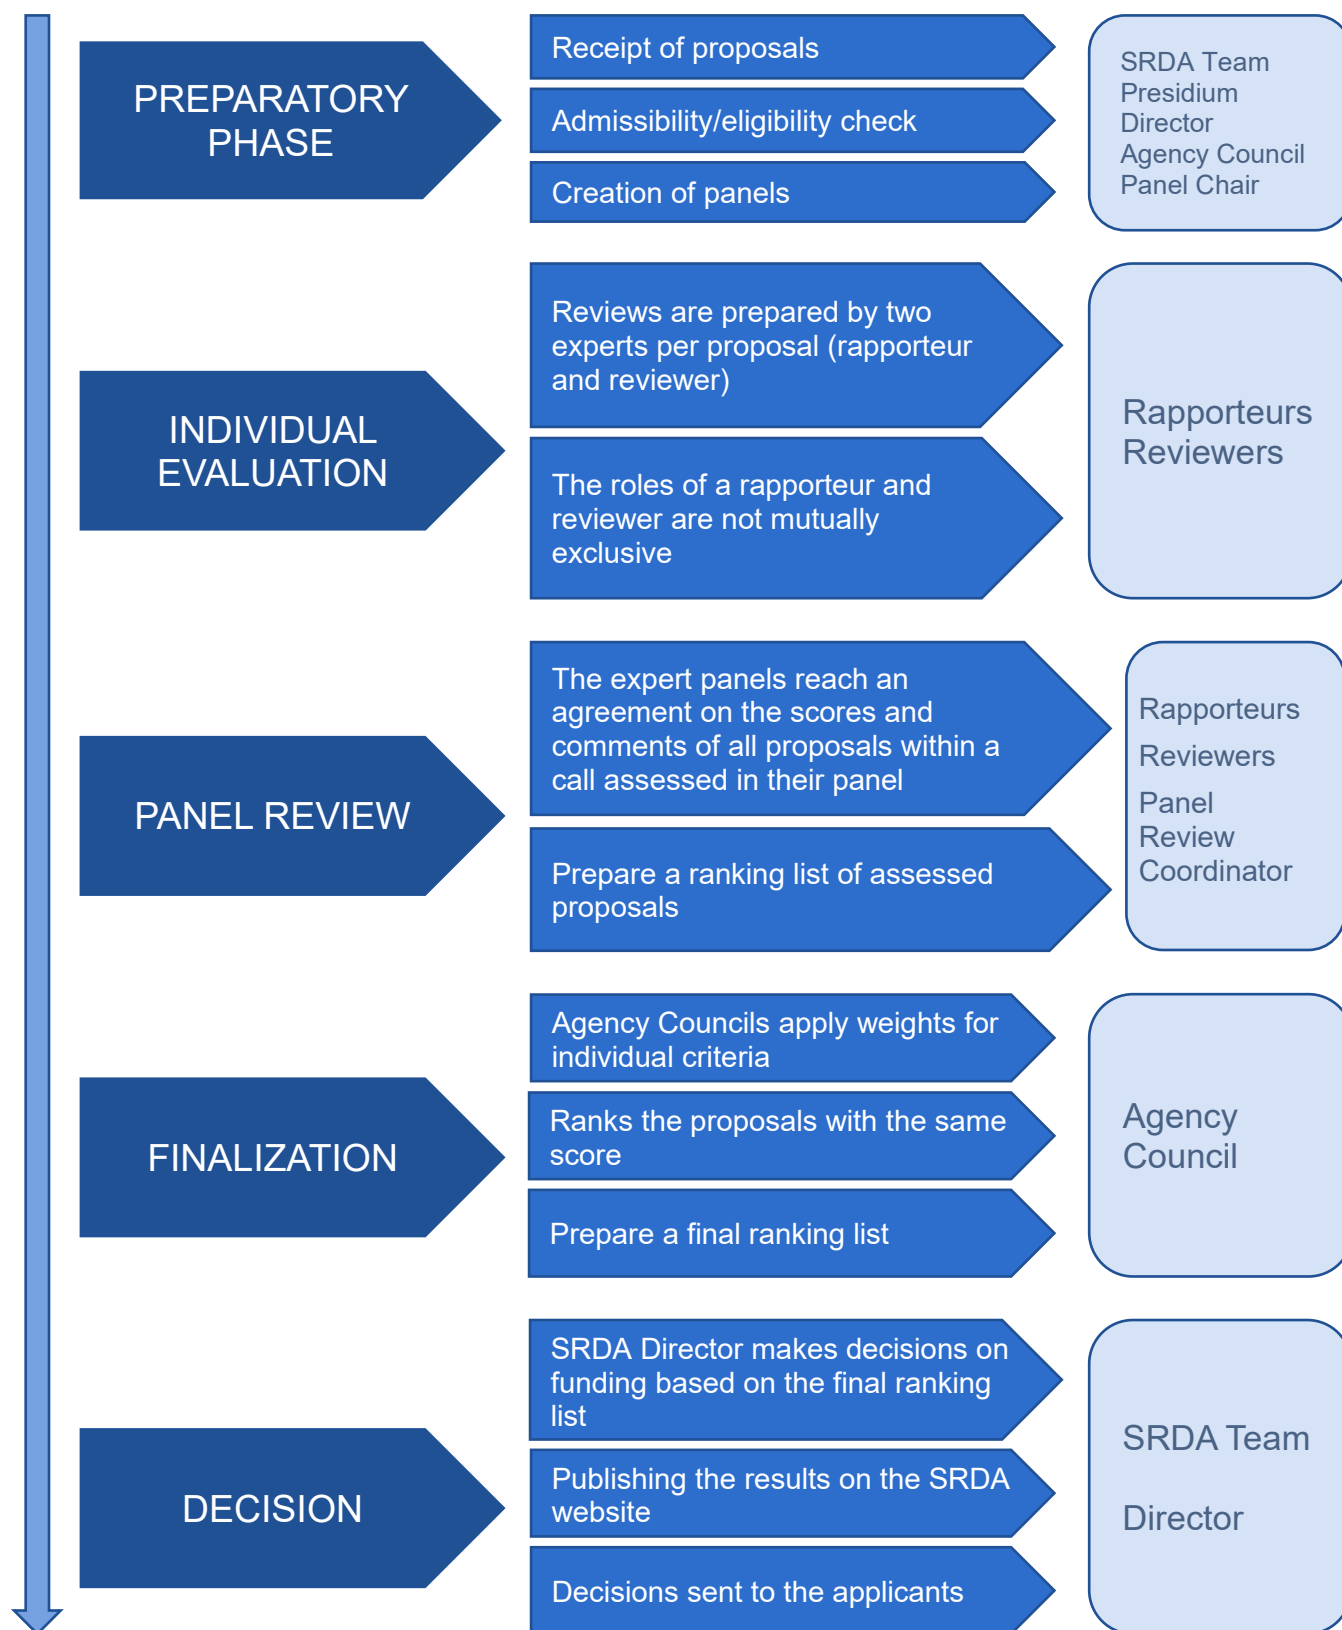 PREPARATORY
PHASE
Receipt of proposals
Admissibility/eligibility check
Creation of panels
SRDA Team
Presidium
Director
Agency Council
Panel Chair
INDIVIDUAL
EVALUATION
Reviews are prepared by two
experts per proposal (rapporteur
and reviewer)
The roles of a rapporteur and
reviewer are not mutually
exclusive
Rapporteurs
Reviewers
PANEL REVIEW
The expert panels reach an
agreement on the scores and
comments of all proposals within a
call assessed in their panel
Prepare a ranking list of assessed
proposals
Rapporteurs
Reviewers
Panel
Review
Coordinator
FINALIZATION
Agency Councils apply weights for
individual criteria
Ranks the proposals with the same
score
Prepare a final ranking list
Agency
Council
DECISION
SRDA Director makes decisions on
funding based on the final ranking
list
Publishing the results on the SRDA
website
Decisions sent to the applicants
SRDA Team
Director